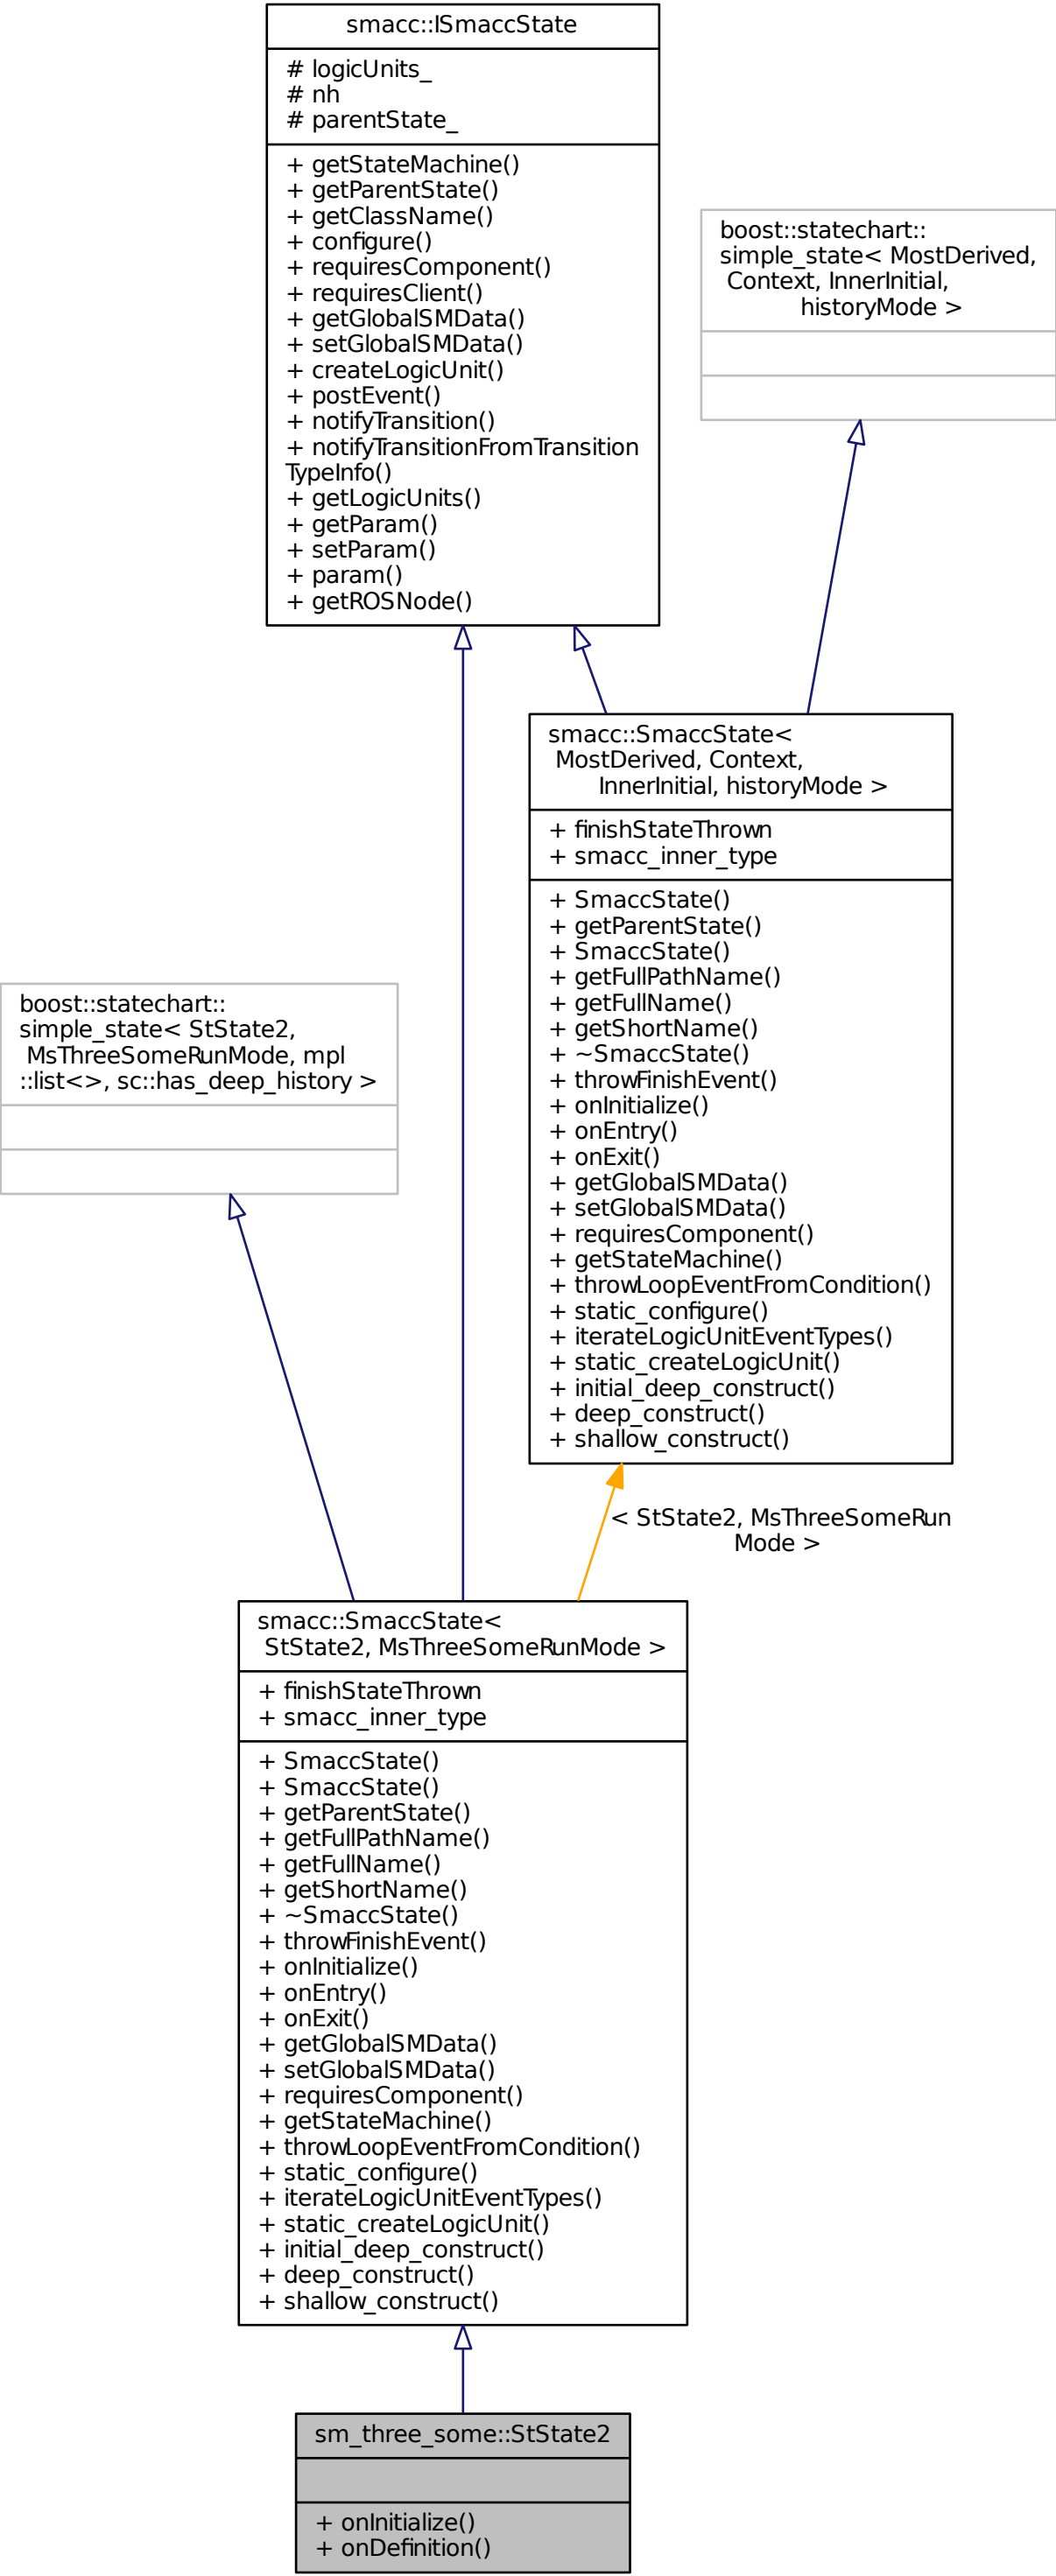 smacc::ISmaccState
# logicUnits_
# nh
# parentState_
+ getStateMachine()
+ getParentState()
+ getClassName()
+ configure()
+ requiresComponent()
+ requiresClient()
+ getGlobalSMData()
+ setGlobalSMData()
+ createLogicUnit()
+ postEvent()
+ notifyTransition()
+ notifyTransitionFromTransition
TypeInfo()
+ getLogicUnits()
+ getParam()
+ setParam()
+ param()
+ getROSNode()
boost::statechart::
simple_state< MostDerived,
Context, InnerInitial,
historyMode >
smacc::SmaccState<
MostDerived, Context,
InnerInitial, historyMode >
+ finishStateThrown
+ smacc_inner_type
+ SmaccState()
+ getParentState()
+ SmaccState()
+ getFullPathName()
+ getFullName()
+ getShortName()
+ ~SmaccState()
+ throwFinishEvent()
+ onInitialize()
+ onEntry()
+ onExit()
+ getGlobalSMData()
+ setGlobalSMData()
+ requiresComponent()
+ getStateMachine()
+ throwLoopEventFromCondition()
+ static_configure()
+ iterateLogicUnitEventTypes()
+ static_createLogicUnit()
+ initial_deep_construct()
+ deep_construct()
+ shallow_construct()
boost::statechart::
simple_state< StState2,
MsThreeSomeRunMode, mpl
::list<>, sc::has_deep_history >
< StState2, MsThreeSomeRun
Mode >
smacc::SmaccState<
StState2, MsThreeSomeRunMode >
+ finishStateThrown
+ smacc_inner_type
+ SmaccState()
+ SmaccState()
+ getParentState()
+ getFullPathName()
+ getFullName()
+ getShortName()
+ ~SmaccState()
+ throwFinishEvent()
+ onInitialize()
+ onEntry()
+ onExit()
+ getGlobalSMData()
+ setGlobalSMData()
+ requiresComponent()
+ getStateMachine()
+ throwLoopEventFromCondition()
+ static_configure()
+ iterateLogicUnitEventTypes()
+ static_createLogicUnit()
+ initial_deep_construct()
+ deep_construct()
+ shallow_construct()
sm_three_some::StState2
+ onInitialize()
+ onDefinition()